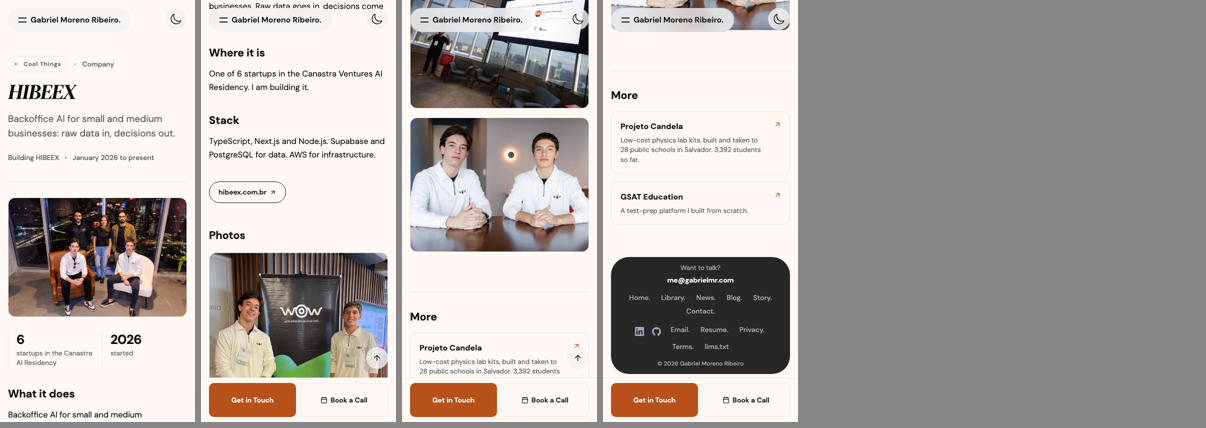 Gabriel Moreno Ribeiro.
← Cool Things • Company
HIBEEX
Backoffice AI for small and medium
businesses: raw data in, decisions out.
Building HIBEEX • January 2026 to present
6
startups in the Canastra
AI Residency
2026
started
What it does
Backoffice AI for small and medium
businesses. Raw data goes in, decisions come
Gabriel Moreno Ribeiro.
Where it is
One of 6 startups in the Canastra Ventures AI
Residency. I am building it.
Stack
TypeScript, Next.js and Node.js. Supabase and
PostgreSQL for data. AWS for infrastructure.
hibeex.com.br ↗
Photos
WOW
Get in Touch
Book a Call
Gabriel Moreno Ribeiro.
More
Projeto Candela
Low-cost physics lab kits, built and taken to
28 public schools in Salvador. 3,392 students
Get in Touch
Book a Call
Gabriel Moreno Ribeiro.
More
Projeto Candela
Low-cost physics lab kits, built and taken to
28 public schools in Salvador. 3,392 students
so far.
GSAT Education
A test-prep platform I built from scratch.
Want to talk?
me@gabrielmr.com
Home. Library. News. Blog. Story.
Contact.
Email. Resume. Privacy.
Terms. llms.txt
© 2026 Gabriel Moreno Ribeiro
Get in Touch
Book a Call